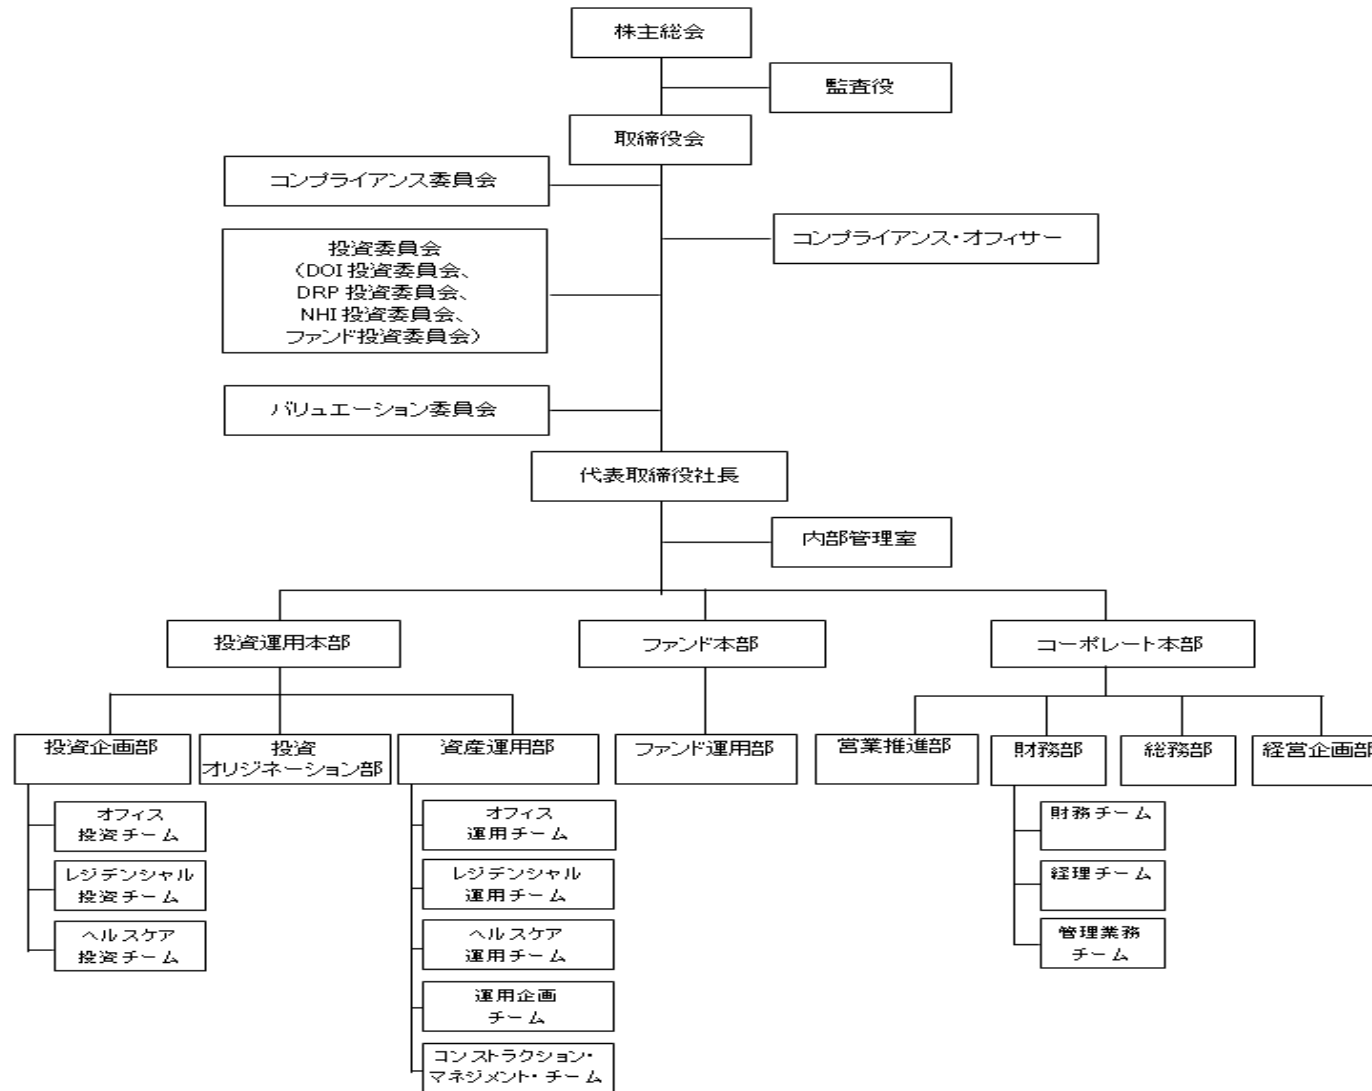 株主総会
監査役
取締役会
コンプライアンス委員会
コンプライアンス・オフィサー
投資委員会
（DOI 投資委員会、
DRP 投資委員会、
NHI 投資委員会、
ファンド投資委員会）
バリュエーション委員会
代表取締役社長
内部管理室
投資運用本部
ファンド本部
コーポレート本部
投資企画部
投資
オリジネーション部
資産運用部
ファンド運用部
営業推進部
財務部
総務部
経営企画部
オフィス
投資チーム
レジデンシャル
投資チーム
ヘルスケア
投資チーム
オフィス
運用チーム
レジデンシャル
運用チーム
ヘルスケア
運用チーム
運用企画
チーム
コンストラクション・
マネジメント・チーム
財務チーム
経理チーム
管理業務
チーム